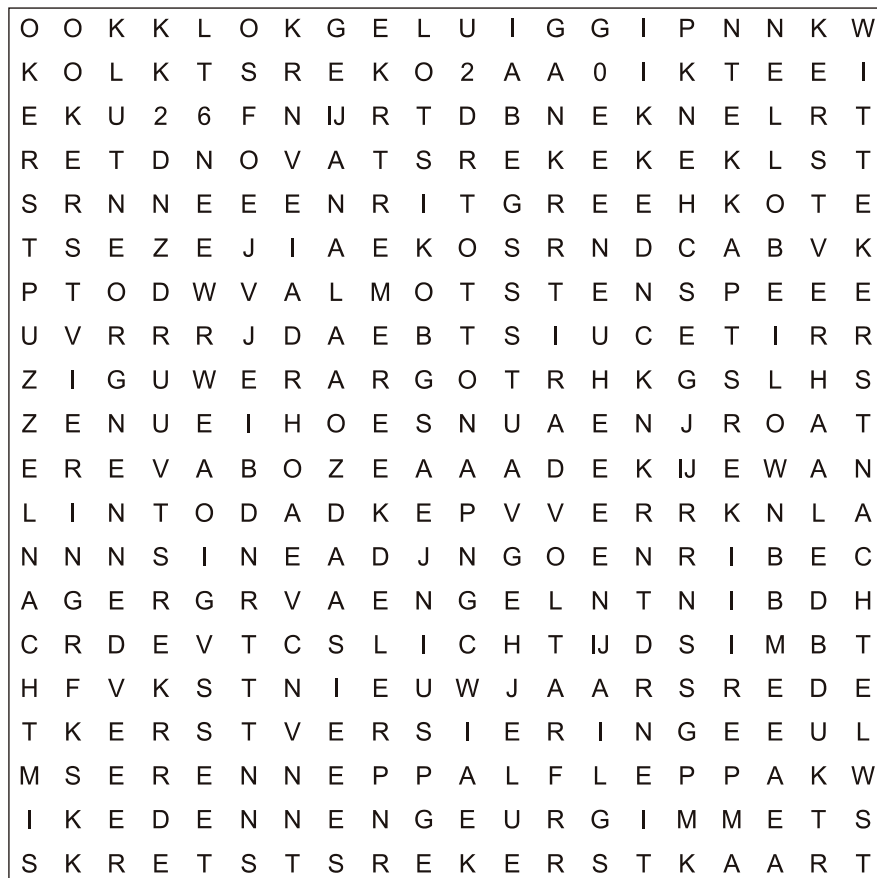 O O K K L O K G E L U I G G I P N N K W
K O L K T S R E K O 2 A A 0 I K T E E I
E K U 2 6 F N IJ R T D B N E K N E L R T
R E T D N O V A T S R E K E K E K L S T
S R N N E E E N R I T G R E E H K O T E
T S E Z E J I A E K O S R N D C A B V K
P T O D W V A L M O T S T E N S P E E E
U V R R R J D A E B T S I U C E T I R R
Z I G U W E R A R G O T R H K G S L H S
Z E N U E I H O E S N U A E N J R O A T
E R E V A B O Z E A A A D E K IJ E W A N
L I N T O D A D K E P V V E R R K N L A
N N N S I N E A D J N G O E N R I B E C
A G E R G R V A E N G E L N T N I B D H
C R D E V T C S L I C H T IJ D S I M B T
H F V K S T N I E U W J A A R S R E D E
T K E R S T V E R S I E R I N G E E U L
M S E R E N N E P P A L F L E P P A K W
I K E D E N N E N G E U R G I M M E T S
S K R E T S T S R E K E R S T K A A R T